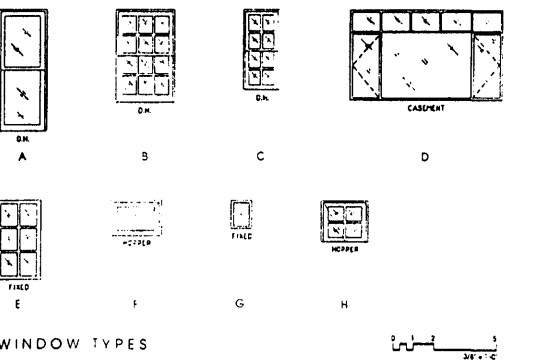 D.H.
A
D.H.
B
D.H.
C
CASEMENT
D
FIXED
E
HOPPER
F
FIXED
G
HOPPER
H
WINDOW TYPES
0 1 2 5
3/8" = 1'-0"